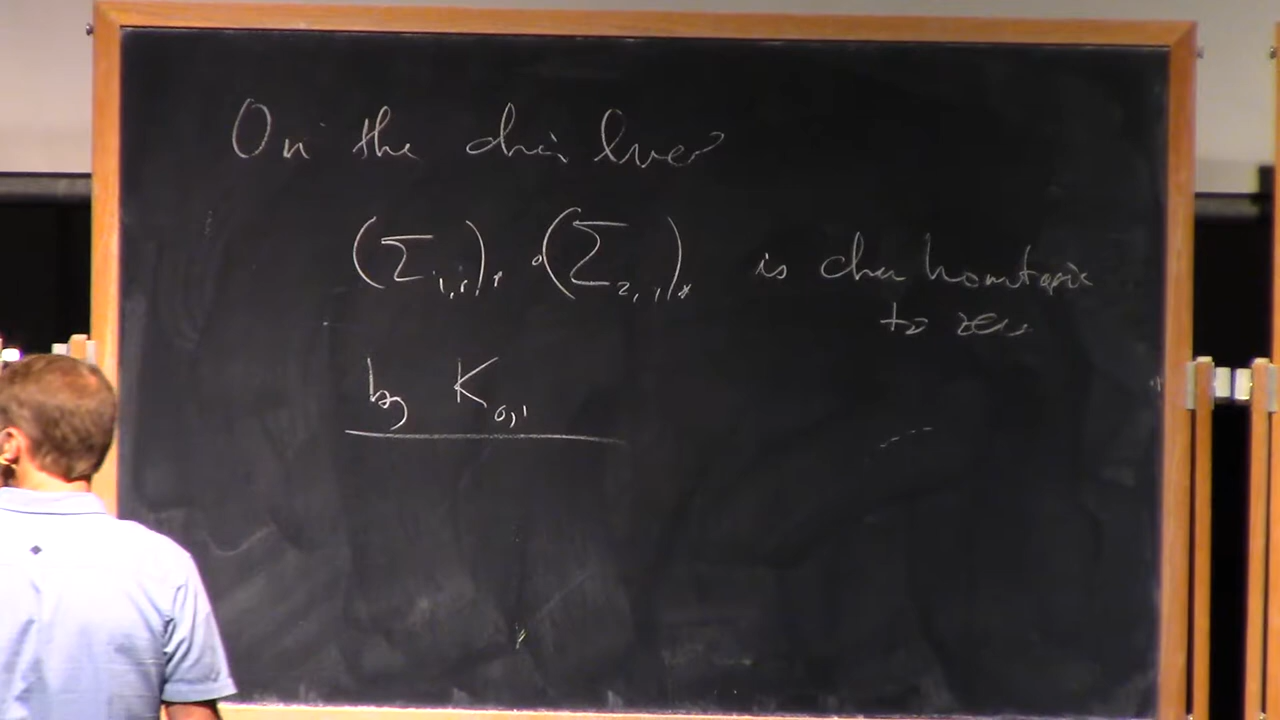 On the chain level
(Σ_{1,1})_* ∘ (Σ_{2,1})_* is chain homotopic
to zero
by K_{0,1}